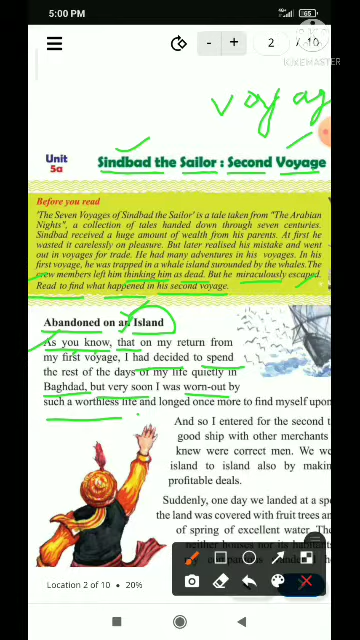 5:00 PM
65
- + 2 / 10
KINEMASTER
voyag
Unit
5a
Sindbad the Sailor : Second Voyage
Before you read
'The Seven Voyages of Sindbad the Sailor' is a tale taken from "The Arabian
Nights", a collection of tales handed down through seven centuries.
Sindbad received a huge amount of wealth from his parents. At first he
wasted it carelessly on pleasure. But later realised his mistake and went
out in voyages for trade. He had many adventures in his voyages. In
his first voyage, he was trapped in a whale island surounded by the whales. The
crew members left him thinking him as dead. But he miraculously escaped.
Read to find what happened in his second voyage.
Abandoned on an Island
As you know, that on my return from
my first voyage, I had decided to spend
the rest of the days of my life quietly in
Baghdad, but very soon I was worn-out by
such a worthless life and longed once more to find myself upon
And so I entered for the second t
good ship with other merchants
knew were correct men. We we
island to island also by makin
profitable deals.
Suddenly, one day we landed at a spo
the land was covered with fruit trees an
of spring of excellent water. The
neither houses nor its
Location 2 of 10 • 20%